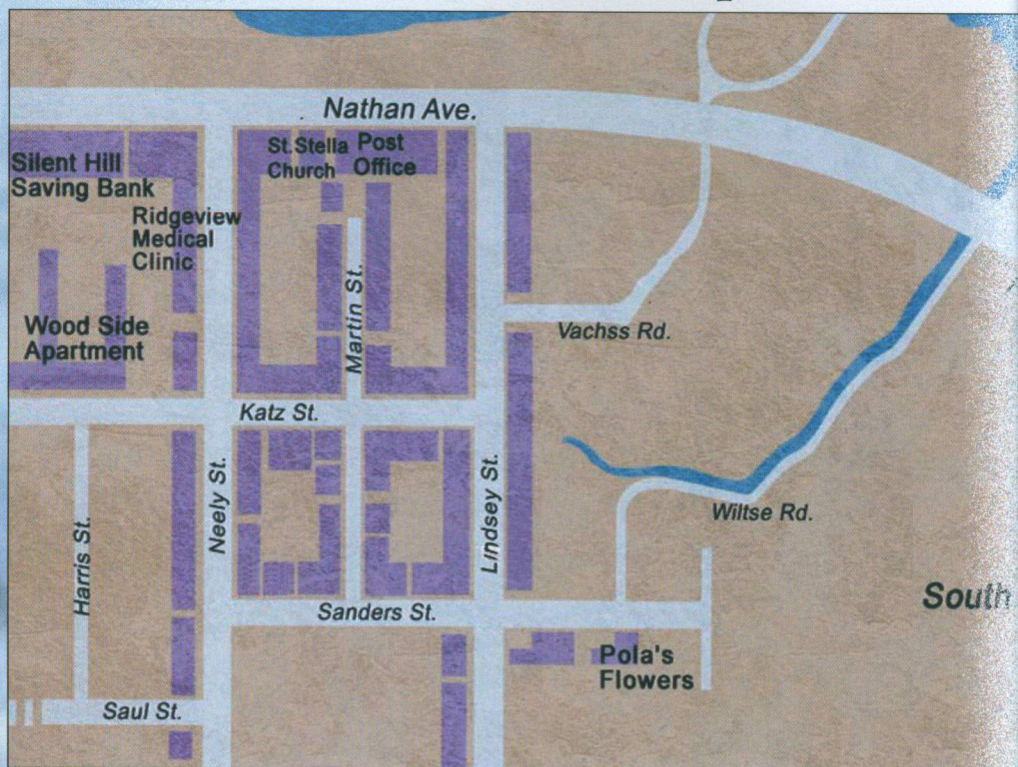 Nathan Ave.
St. Stella
Church
Post
Office
Silent Hill
Saving Bank
Ridgeview
Medical
Clinic
Wood Side
Apartment
Martin St.
Vachss Rd.
Katz St.
Neely St.
Lindsey St.
Harris St.
Wiltse Rd.
Sanders St.
South
Pola's
Flowers
Saul St.